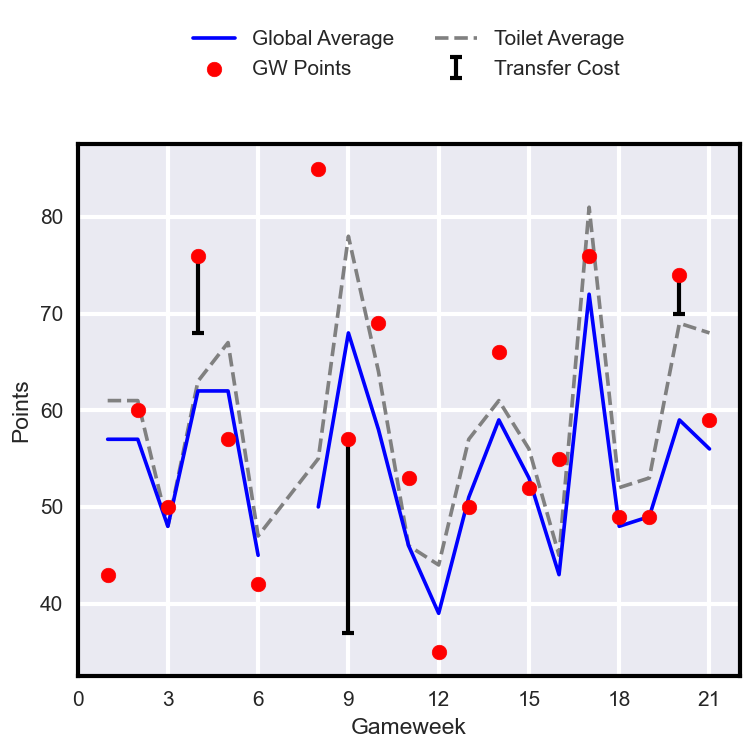 Global Average Toilet Average
GW Points Transfer Cost
80
70
60
50
40
Points
0 3 6 9 12 15 18 21
Gameweek